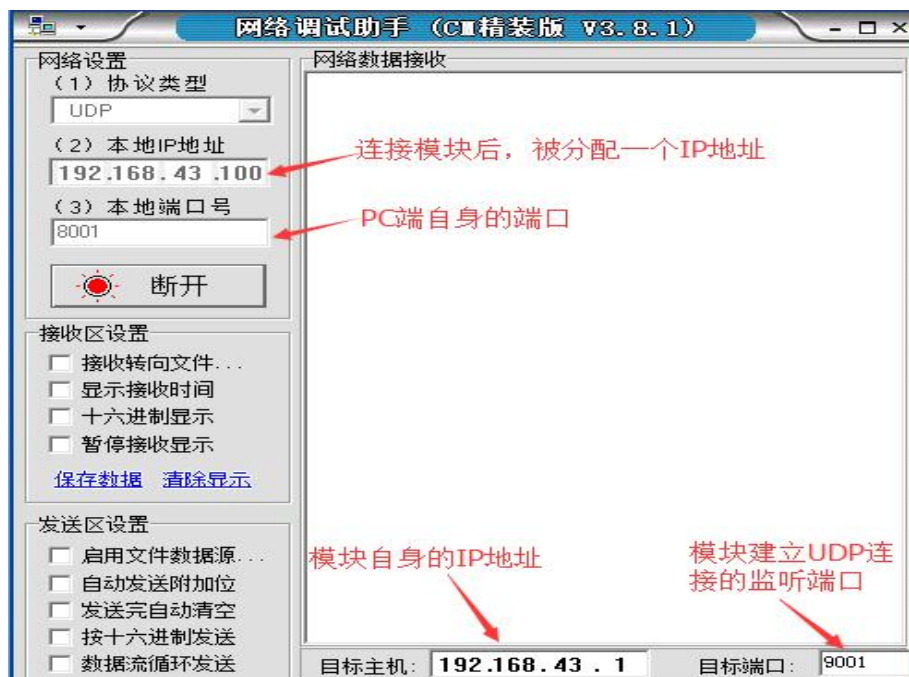 网络调试助手 (CM精装版 V3.8.1)
网络设置
(1) 协议类型
UDP
(2) 本地IP地址
192.168.43.100
(3) 本地端口号
8001
断开
接收区设置
接收转向文件...
显示接收时间
十六进制显示
暂停接收显示
保存数据 清除显示
发送区设置
启用文件数据源...
自动发送附加位
发送完自动清空
按十六进制发送
数据流循环发送
网络数据接收
连接模块后，被分配一个IP地址
PC端自身的端口
模块自身的IP地址
模块建立UDP连
接的监听端口
目标主机: 192.168.43.1 目标端口: 9001